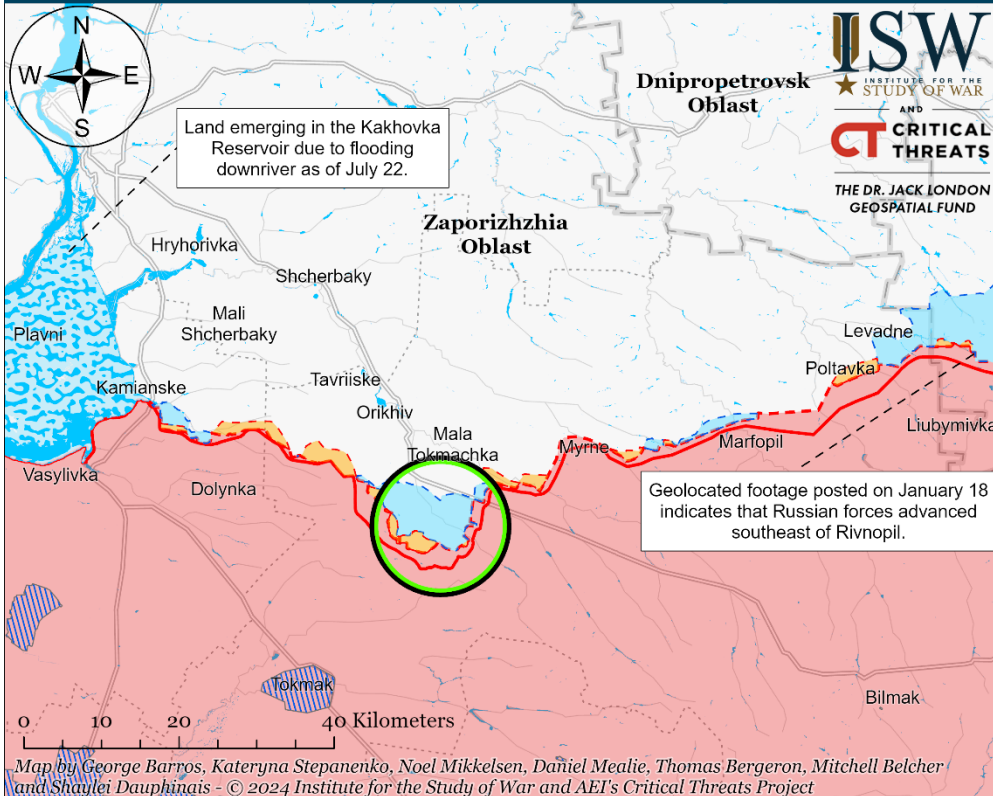 N
W
E
S
ISW
INSTITUTE FOR THE
STUDY OF WAR
AND
CT CRITICAL
THREATS
THE DR. JACK LONDON
GEOSPATIAL FUND
Dnipropetrovsk
Oblast
Land emerging in the Kakhovka
Reservoir due to flooding
downriver as of July 22.
Zaporizhzhia
Oblast
Hryhorivka
Shcherbaky
Mali
Shcherbaky
Plavni
Levadne
Poltavka
Tavriiske
Kamianske
Orikhiv
Liubymivka
Mala
Tokmachka
Myrne
Marfopil
Vasylivka
Dolynka
Geolocated footage posted on January 18
indicates that Russian forces advanced
southeast of Rivnopil.
Tokmak
Bilmak
0 10 20 40 Kilometers
Map by George Barros, Kateryna Stepanenko, Noel Mikkelsen, Daniel Mealie, Thomas Bergeron, Mitchell Belcher
and Shaylei Dauphinais - © 2024 Institute for the Study of War and AEI's Critical Threats Project